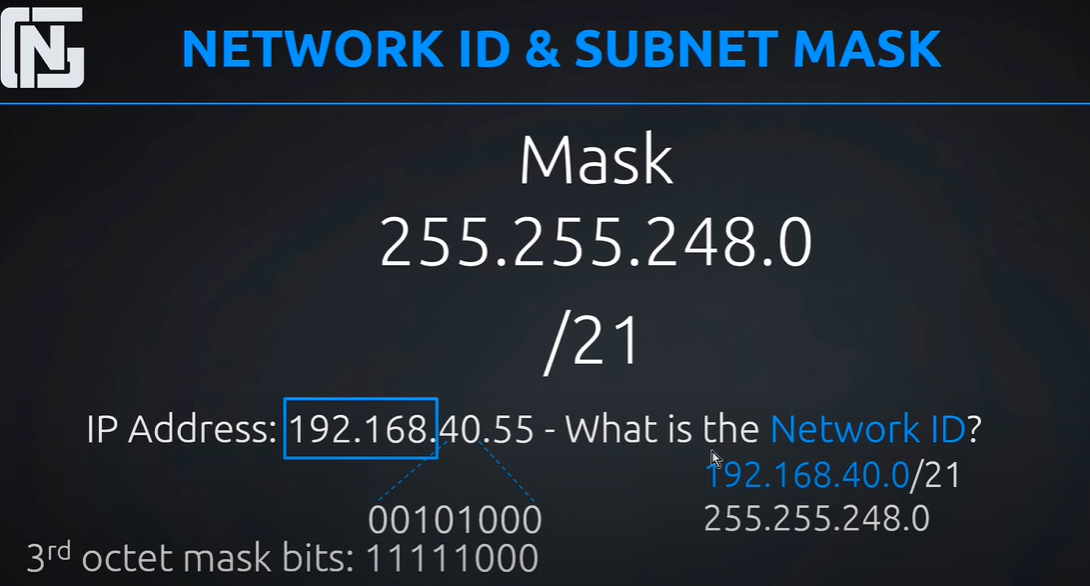 NG
NETWORK ID & SUBNET MASK
Mask
255.255.248.0
/21
IP Address: 192.168.40.55 - What is the Network ID?
192.168.40.0/21
00101000
255.255.248.0
3rd octet mask bits: 11111000